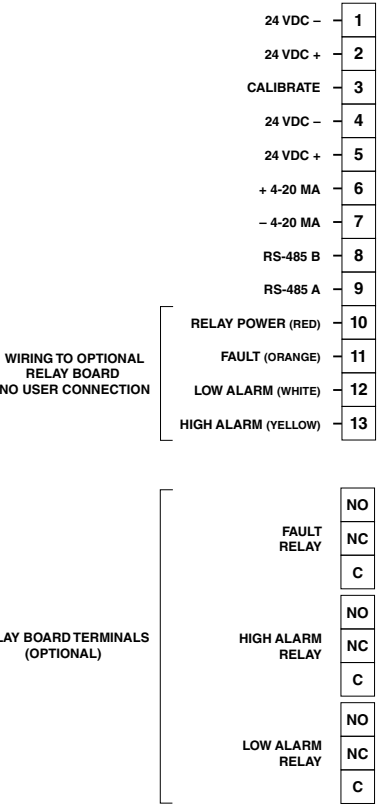 24 VDC – 1
24 VDC + 2
CALIBRATE 3
24 VDC – 4
24 VDC + 5
+ 4-20 MA 6
– 4-20 MA 7
RS-485 B 8
RS-485 A 9
RELAY POWER (RED) 10
FAULT (ORANGE) 11
LOW ALARM (WHITE) 12
HIGH ALARM (YELLOW) 13
WIRING TO OPTIONAL
RELAY BOARD
NO USER CONNECTION
NO
FAULT
RELAY
NC
C
NO
HIGH ALARM
RELAY
NC
C
NO
LOW ALARM
RELAY
NC
C
LAY BOARD TERMINALS
(OPTIONAL)